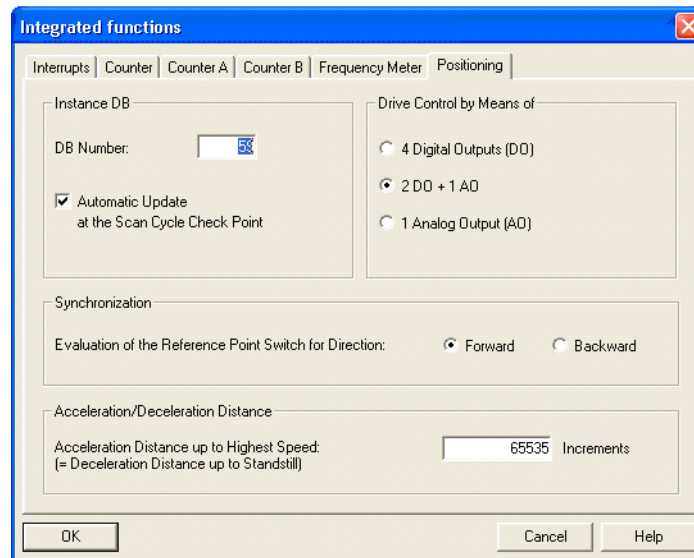 Integrated functions
Interrupts Counter Counter A Counter B Frequency Meter Positioning
Instance DB
DB Number: 59
Automatic Update
at the Scan Cycle Check Point
Drive Control by Means of
4 Digital Outputs (DO)
2 DO + 1 AO
1 Analog Output (AO)
Synchronization
Evaluation of the Reference Point Switch for Direction: Forward Backward
Acceleration/Deceleration Distance
Acceleration Distance up to Highest Speed: 65535 Increments
(= Deceleration Distance up to Standstill)
OK Cancel Help